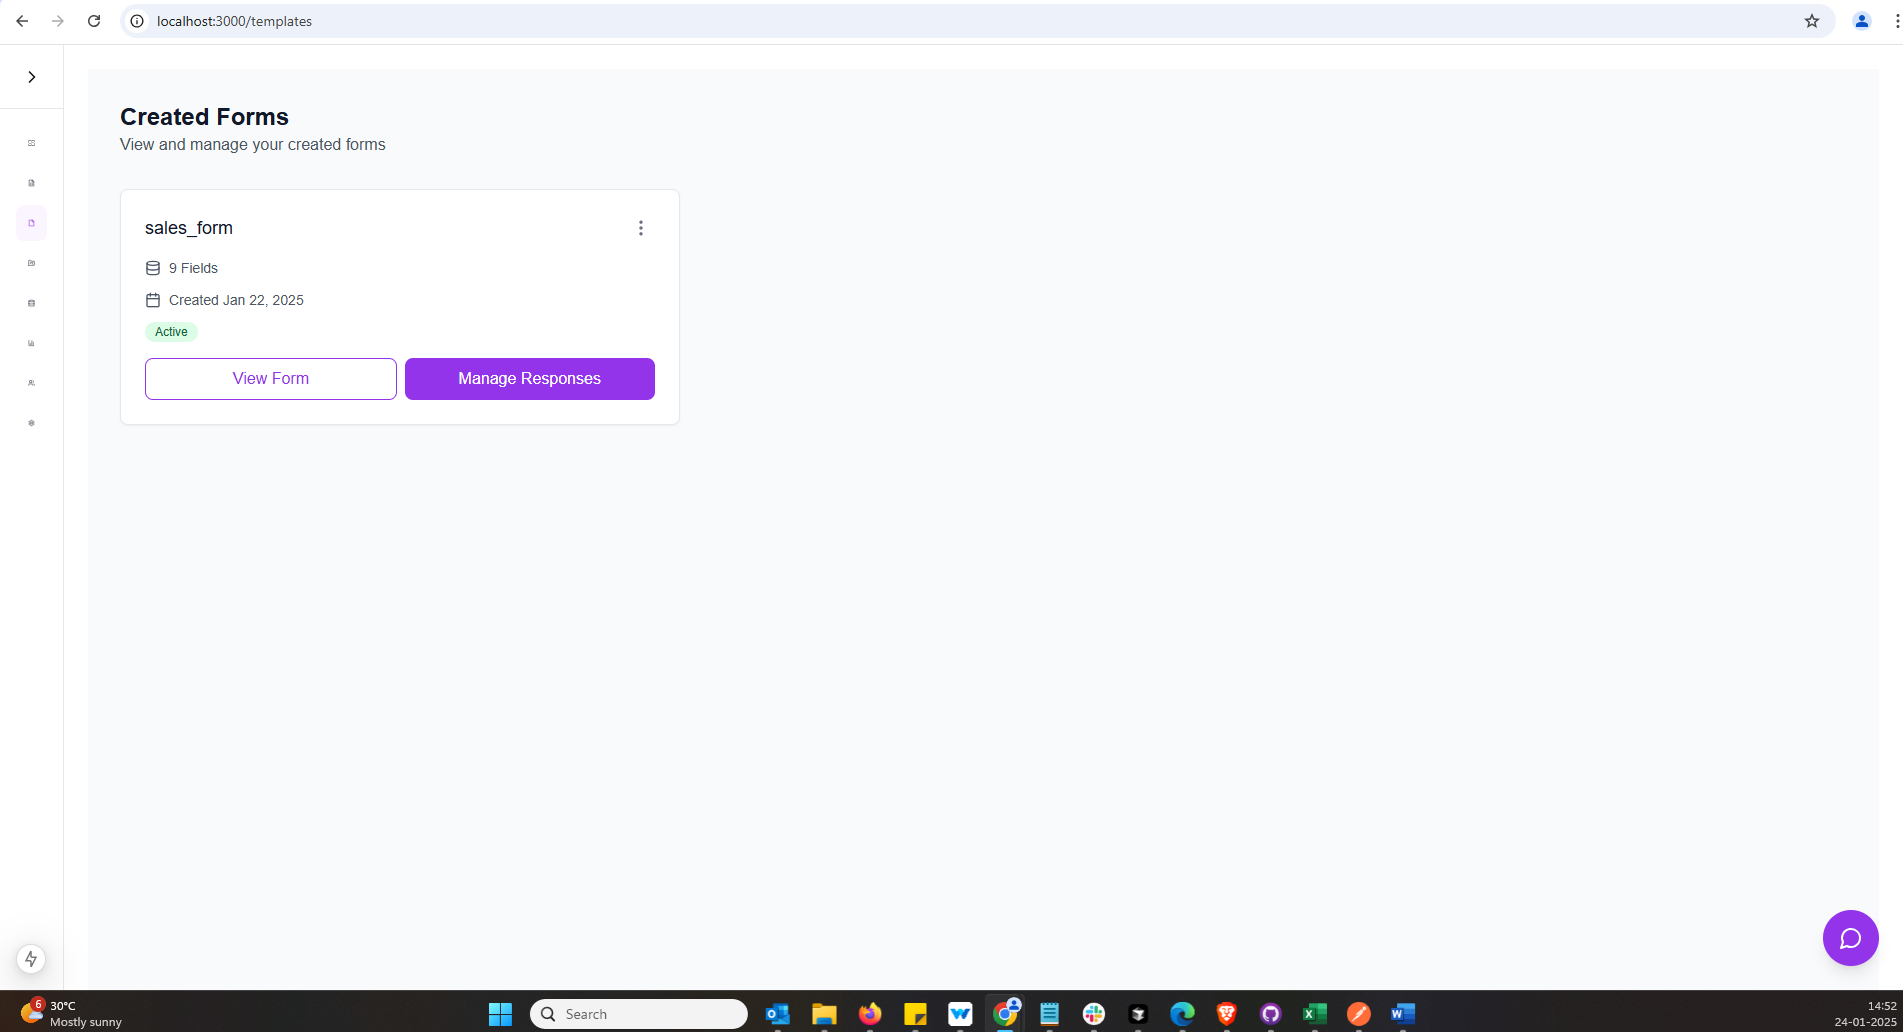 localhost:3000/templates
Created Forms
View and manage your created forms
sales_form
9 Fields
Created Jan 22, 2025
Active
View Form
Manage Responses
6
30°C
Mostly sunny
Search
14:52
24-01-2025